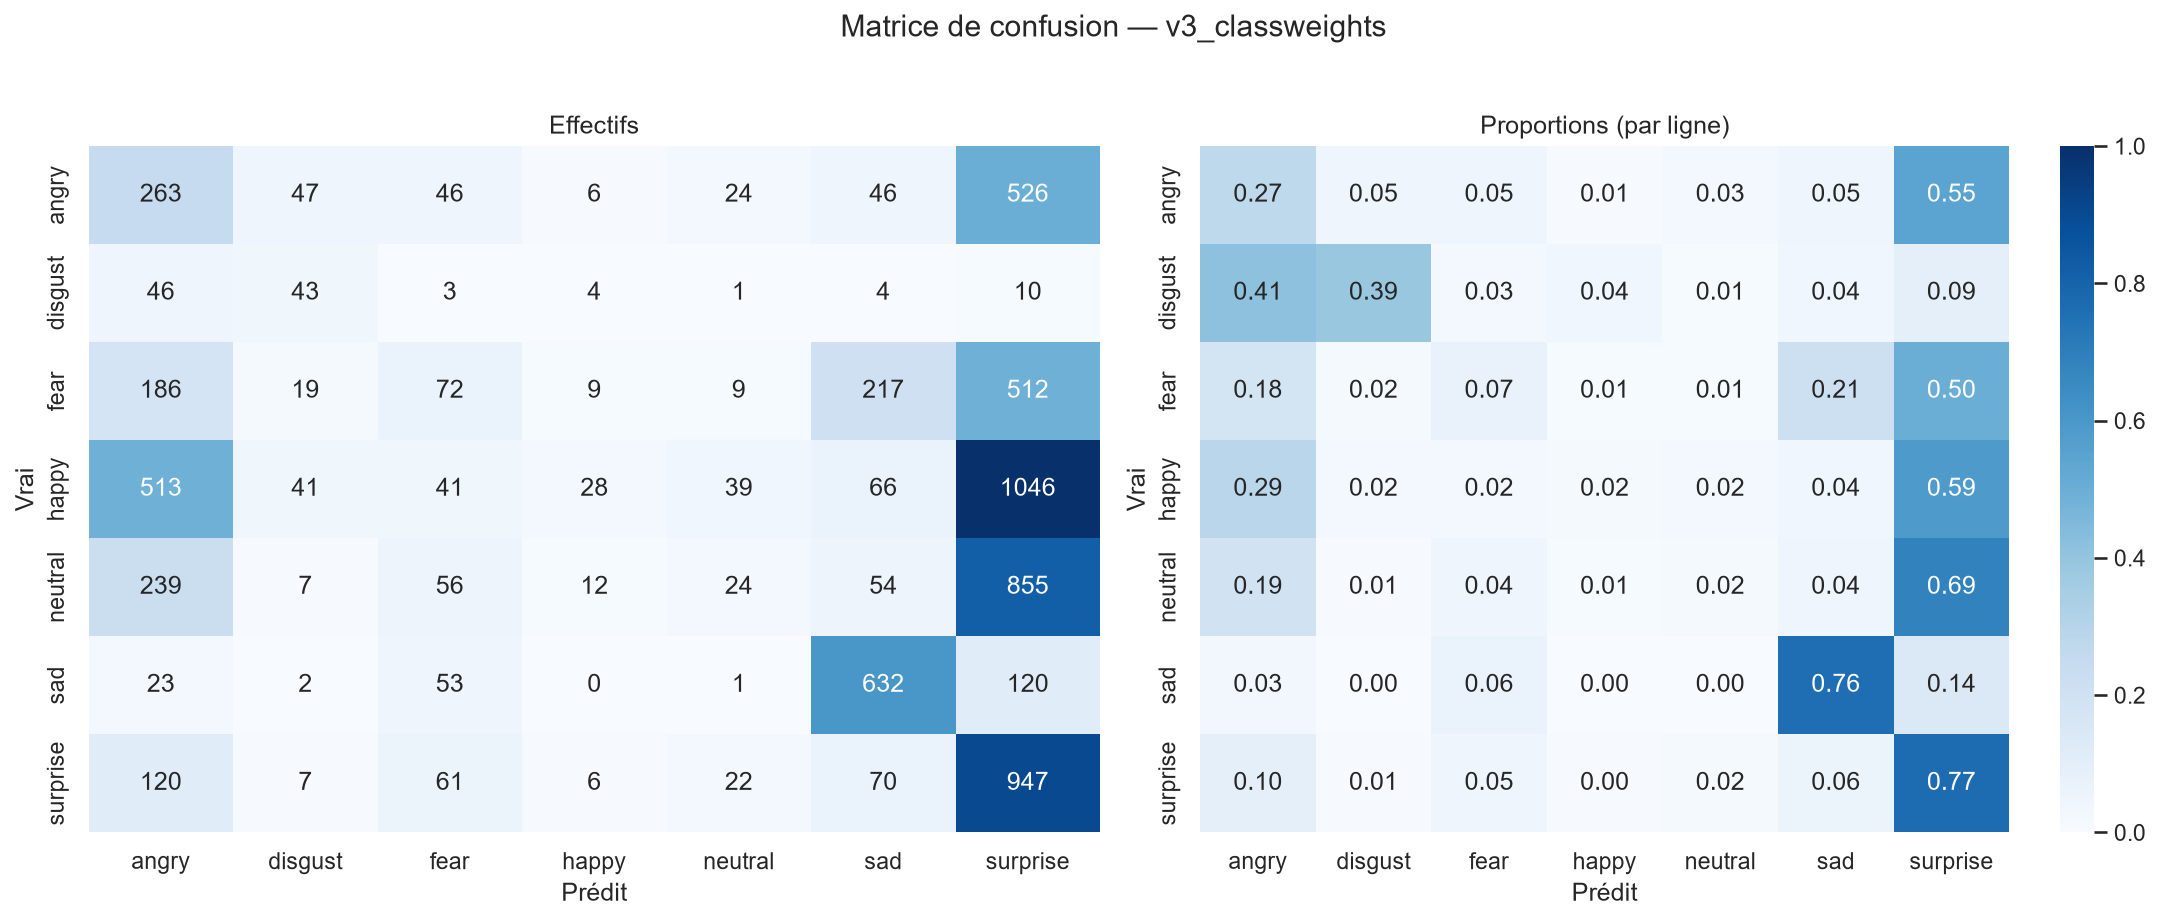 Matrice de confusion — v3_classweights
Effectifs
angry 263 47 46 6 24 46 526
disgust 46 43 3 4 1 4 10
fear 186 19 72 9 9 217 512
happy 513 41 41 28 39 66 1046
neutral 239 7 56 12 24 54 855
sad 23 2 53 0 1 632 120
surprise 120 7 61 6 22 70 947
Vrai
angry disgust fear happy neutral sad surprise
Prédit
Proportions (par ligne)
angry 0.27 0.05 0.05 0.01 0.03 0.05 0.55
disgust 0.41 0.39 0.03 0.04 0.01 0.04 0.09
fear 0.18 0.02 0.07 0.01 0.01 0.21 0.50
happy 0.29 0.02 0.02 0.02 0.02 0.04 0.59
neutral 0.19 0.01 0.04 0.01 0.02 0.04 0.69
sad 0.03 0.00 0.06 0.00 0.00 0.76 0.14
surprise 0.10 0.01 0.05 0.00 0.02 0.06 0.77
Vrai
angry disgust fear happy neutral sad surprise
Prédit
1.0
0.8
0.6
0.4
0.2
0.0